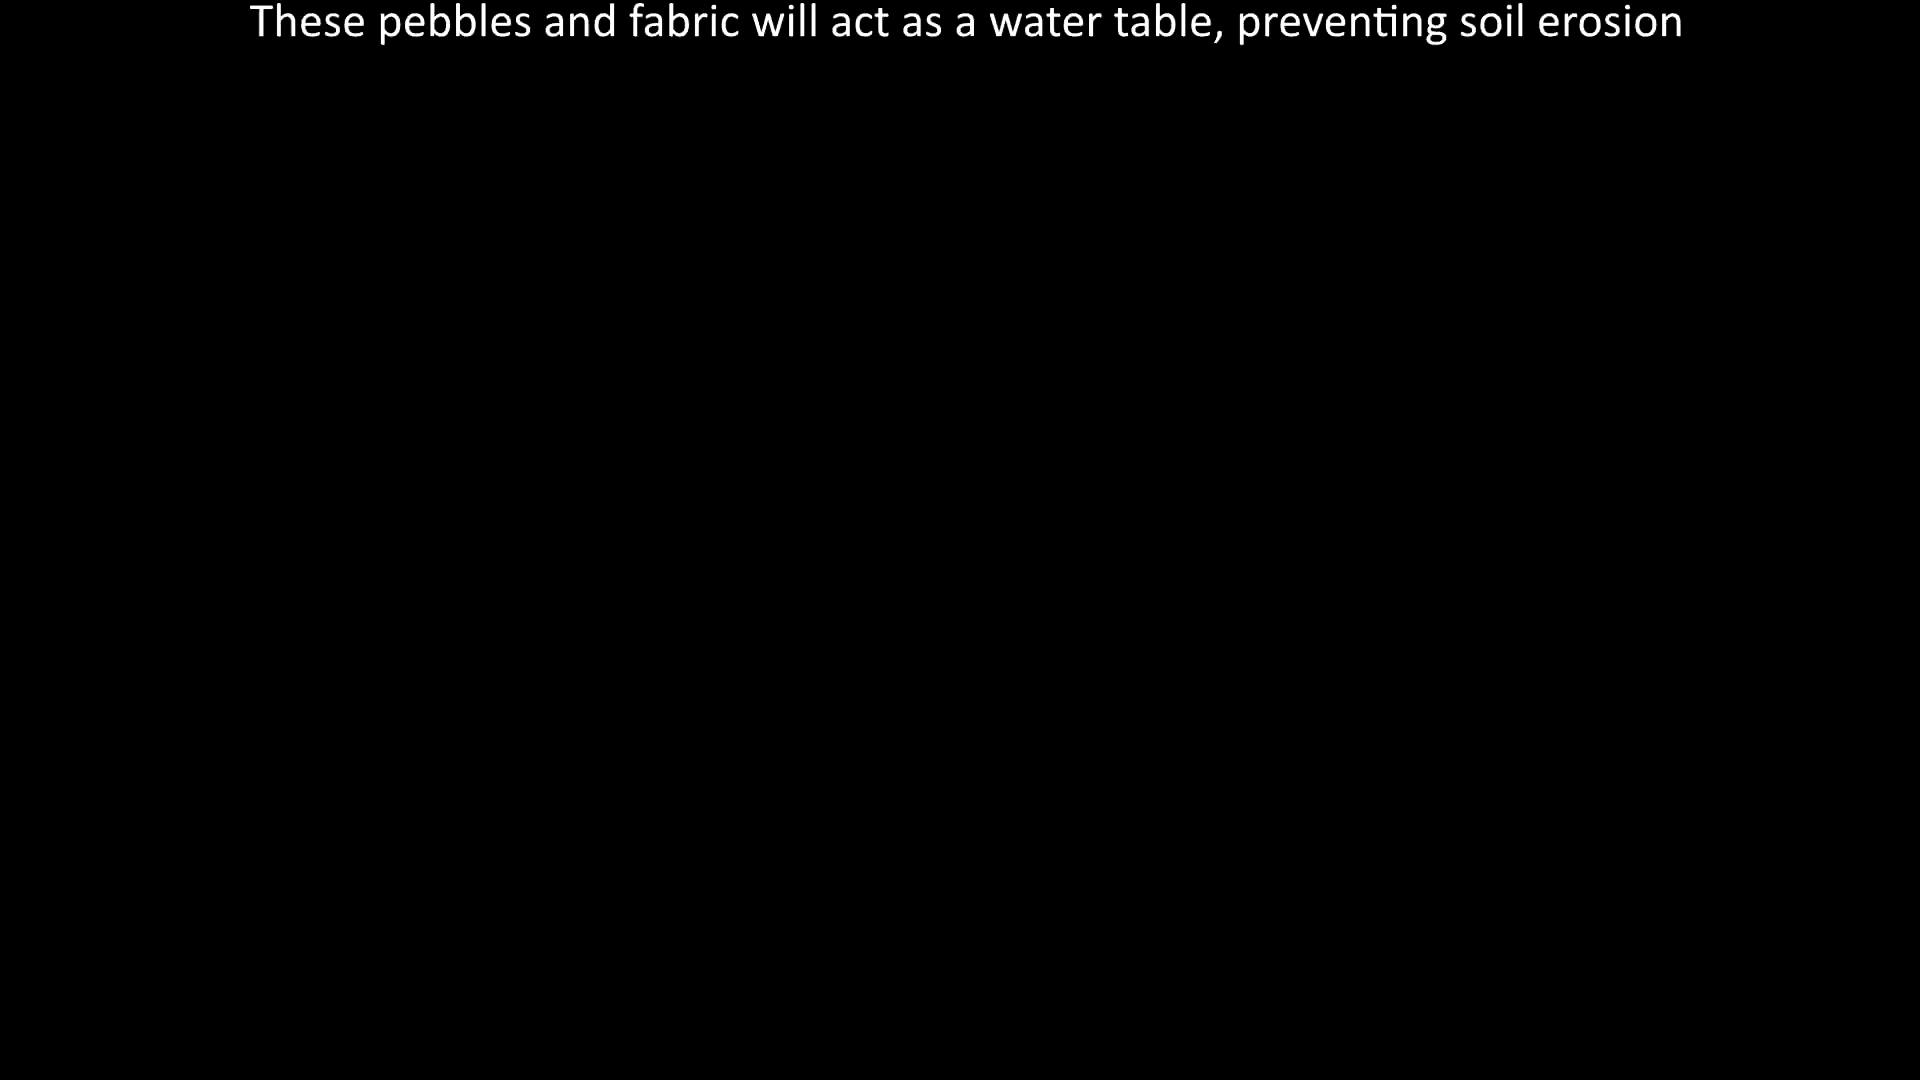 These pebbles and fabric will act as a water table, preventing soil erosion